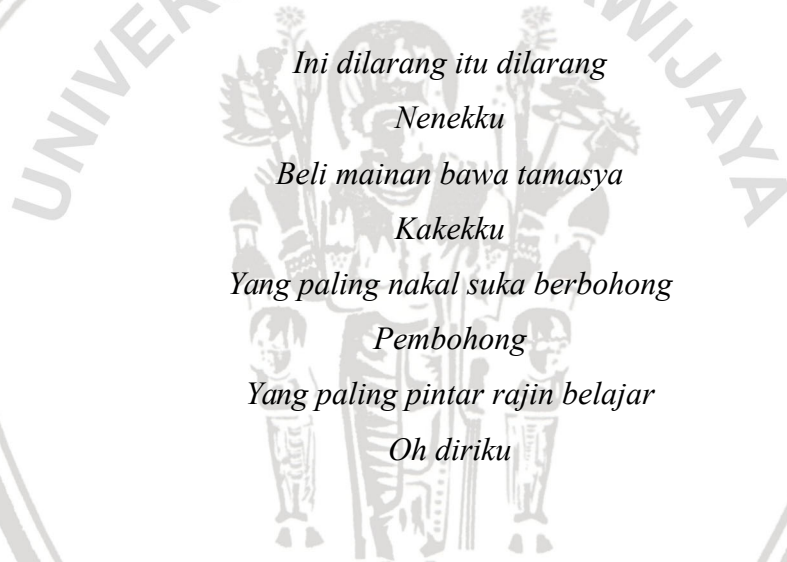 Ini dilarang itu dilarang
Nenekku
Beli mainan bawa tamasya
Kakekku
Yang paling nakal suka berbohong
Pembohong
Yang paling pintar rajin belajar
Oh diriku